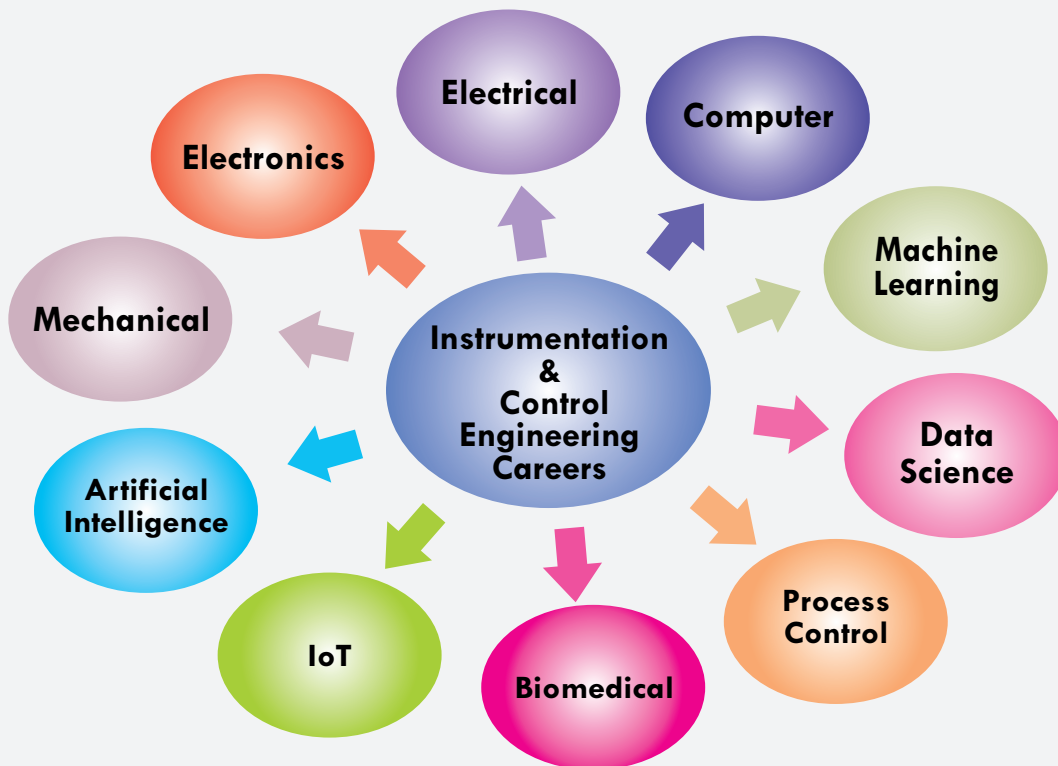 Electrical
Computer
Electronics
Machine
Learning
Mechanical
Instrumentation
&
Control
Engineering
Careers
Data
Science
Artificial
Intelligence
Process
Control
IoT
Biomedical